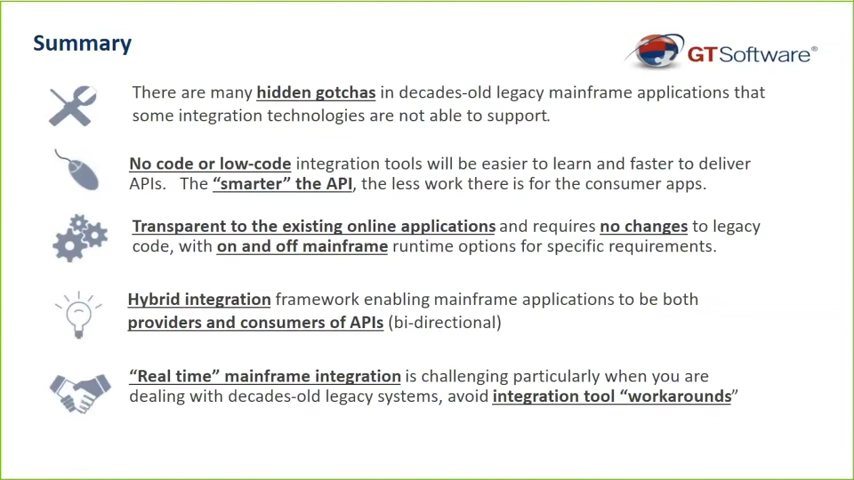 Summary
GTSoftware®
There are many hidden gotchas in decades-old legacy mainframe applications that
some integration technologies are not able to support.
No code or low-code integration tools will be easier to learn and faster to deliver
APIs. The “smarter” the API, the less work there is for the consumer apps.
Transparent to the existing online applications and requires no changes to legacy
code, with on and off mainframe runtime options for specific requirements.
Hybrid integration framework enabling mainframe applications to be both
providers and consumers of APIs (bi-directional)
“Real time” mainframe integration is challenging particularly when you are
dealing with decades-old legacy systems, avoid integration tool “workarounds”